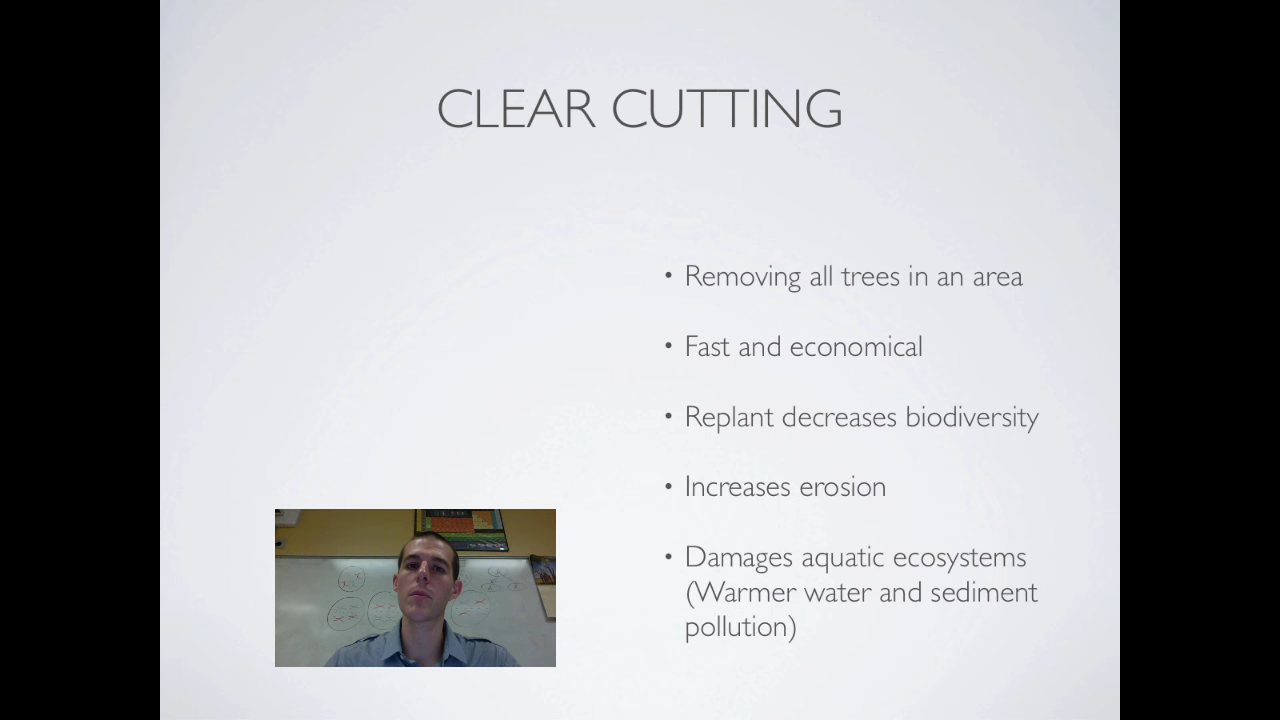 CLEAR CUTTING
• Removing all trees in an area
• Fast and economical
• Replant decreases biodiversity
• Increases erosion
• Damages aquatic ecosystems
(Warmer water and sediment
pollution)